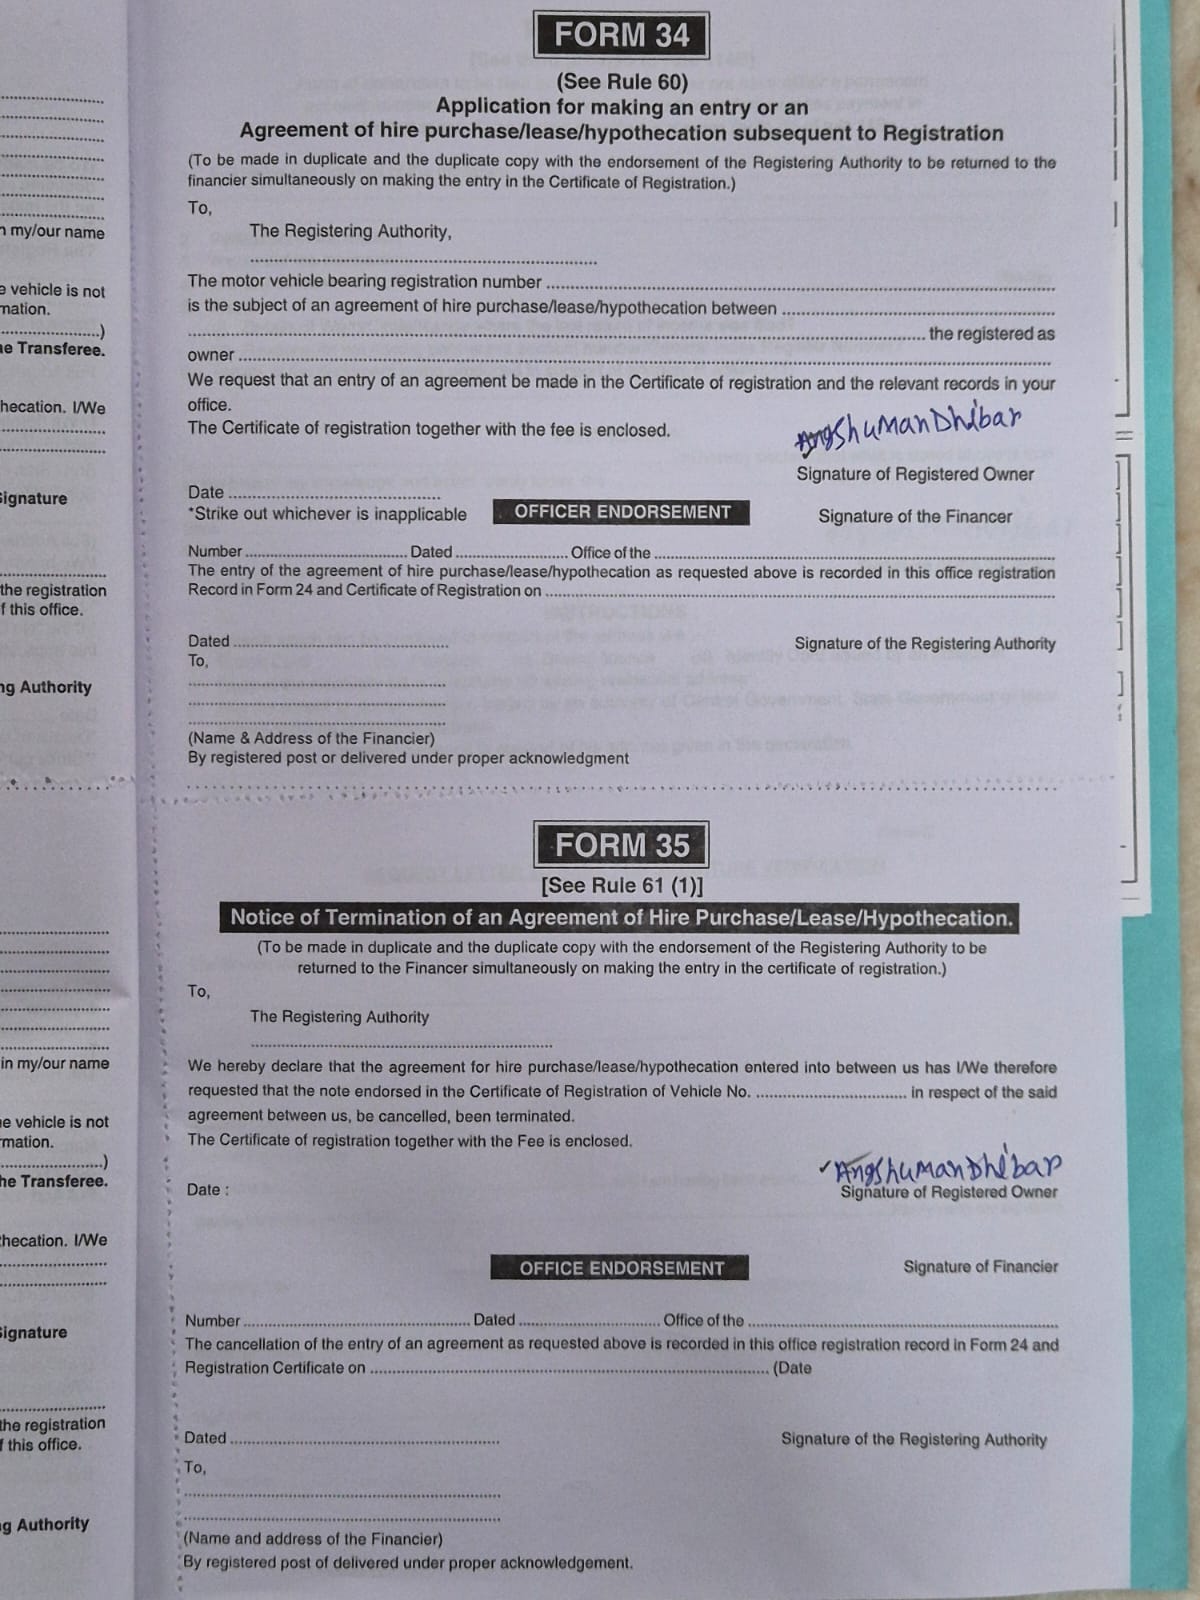 n my/our name
e vehicle is not
mation.
)
he Transferee.
hecation. I/We
Signature
the registration
f this office.
ng Authority
in my/our name
e vehicle is not
rmation.
)
he Transferee.
thecation. I/We
Signature
the registration
f this office.
g Authority
FORM 34
(See Rule 60)
Application for making an entry or an
Agreement of hire purchase/lease/hypothecation subsequent to Registration
(To be made in duplicate and the duplicate copy with the endorsement of the Registering Authority to be returned to the
financier simultaneously on making the entry in the Certificate of Registration.)
To,
The Registering Authority,
The motor vehicle bearing registration number
is the subject of an agreement of hire purchase/lease/hypothecation between
the registered as
owner
We request that an entry of an agreement be made in the Certificate of registration and the relevant records in your
office.
The Certificate of registration together with the fee is enclosed.
Angshuman Dhibar
Signature of Registered Owner
Date
*Strike out whichever is inapplicable OFFICER ENDORSEMENT Signature of the Financer
Number Dated Office of the
The entry of the agreement of hire purchase/lease/hypothecation as requested above is recorded in this office registration
Record in Form 24 and Certificate of Registration on
Dated Signature of the Registering Authority
To,
(Name & Address of the Financier)
By registered post or delivered under proper acknowledgment
FORM 35
[See Rule 61 (1)]
Notice of Termination of an Agreement of Hire Purchase/Lease/Hypothecation.
(To be made in duplicate and the duplicate copy with the endorsement of the Registering Authority to be
returned to the Financer simultaneously on making the entry in the certificate of registration.)
To,
The Registering Authority
We hereby declare that the agreement for hire purchase/lease/hypothecation entered into between us has I/We therefore
requested that the note endorsed in the Certificate of Registration of Vehicle No. in respect of the said
agreement between us, be cancelled, been terminated.
The Certificate of registration together with the Fee is enclosed.
Angshuman Dhibar
Date : Signature of Registered Owner
OFFICE ENDORSEMENT Signature of Financier
Number Dated Office of the
The cancellation of the entry of an agreement as requested above is recorded in this office registration record in Form 24 and
Registration Certificate on (Date
Dated Signature of the Registering Authority
To,
(Name and address of the Financier)
By registered post of delivered under proper acknowledgement.